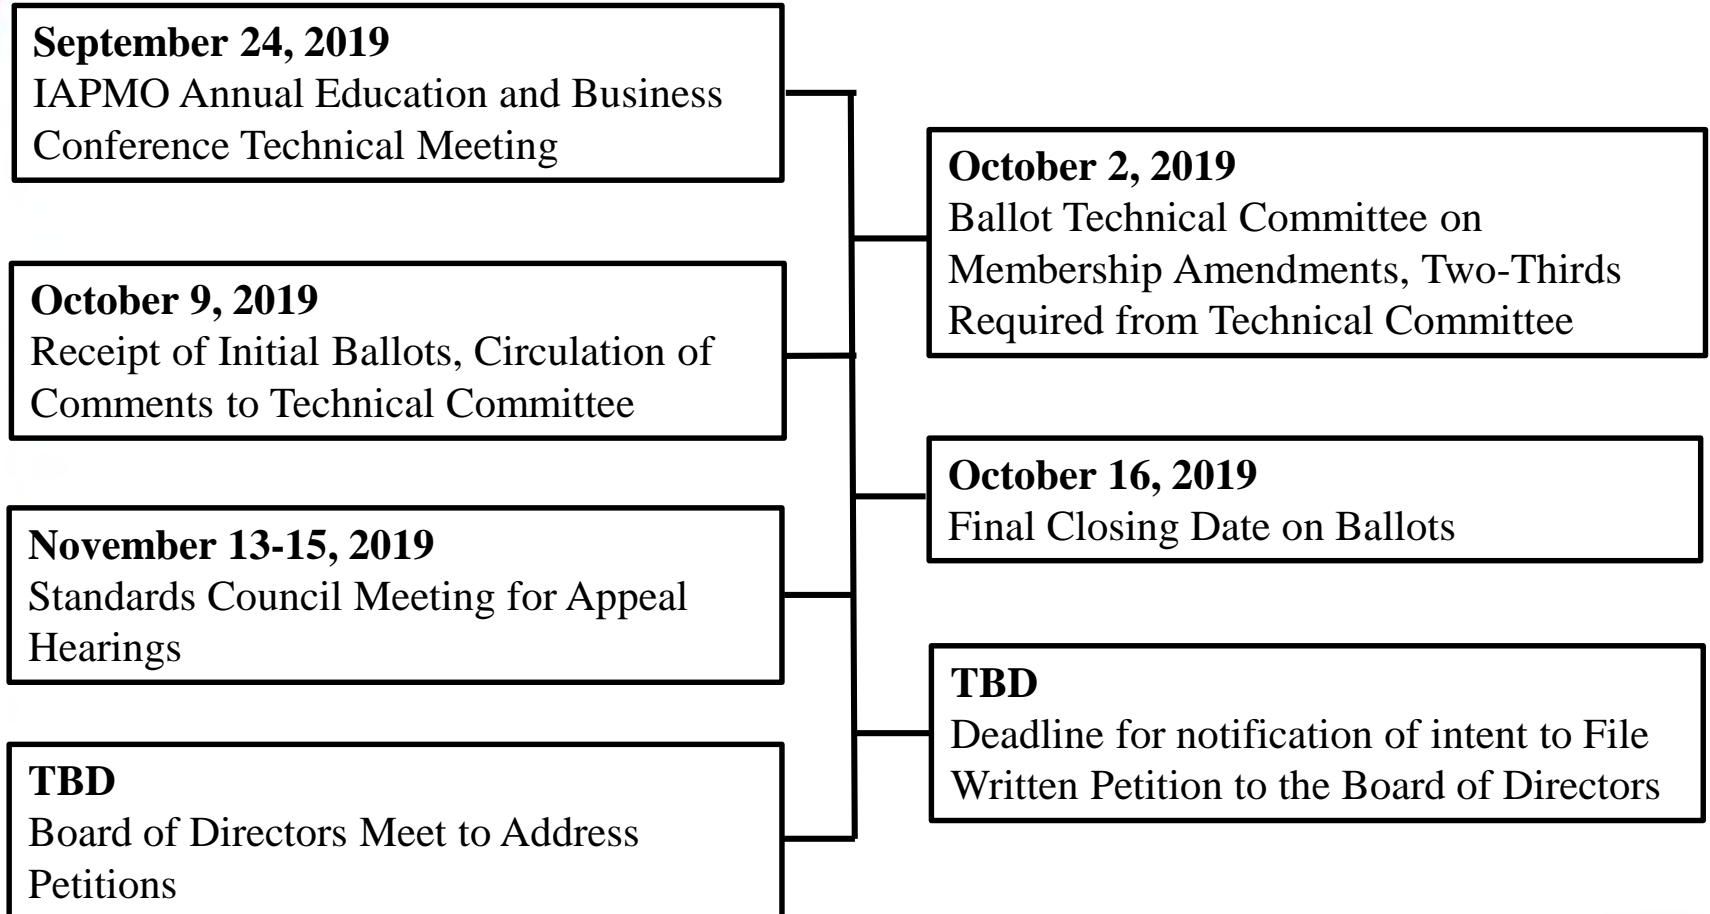 September 24, 2019
IAPMO Annual Education and Business
Conference Technical Meeting
October 2, 2019
Ballot Technical Committee on
Membership Amendments, Two-Thirds
Required from Technical Committee
October 9, 2019
Receipt of Initial Ballots, Circulation of
Comments to Technical Committee
October 16, 2019
Final Closing Date on Ballots
November 13-15, 2019
Standards Council Meeting for Appeal
Hearings
TBD
Deadline for notification of intent to File
Written Petition to the Board of Directors
TBD
Board of Directors Meet to Address
Petitions